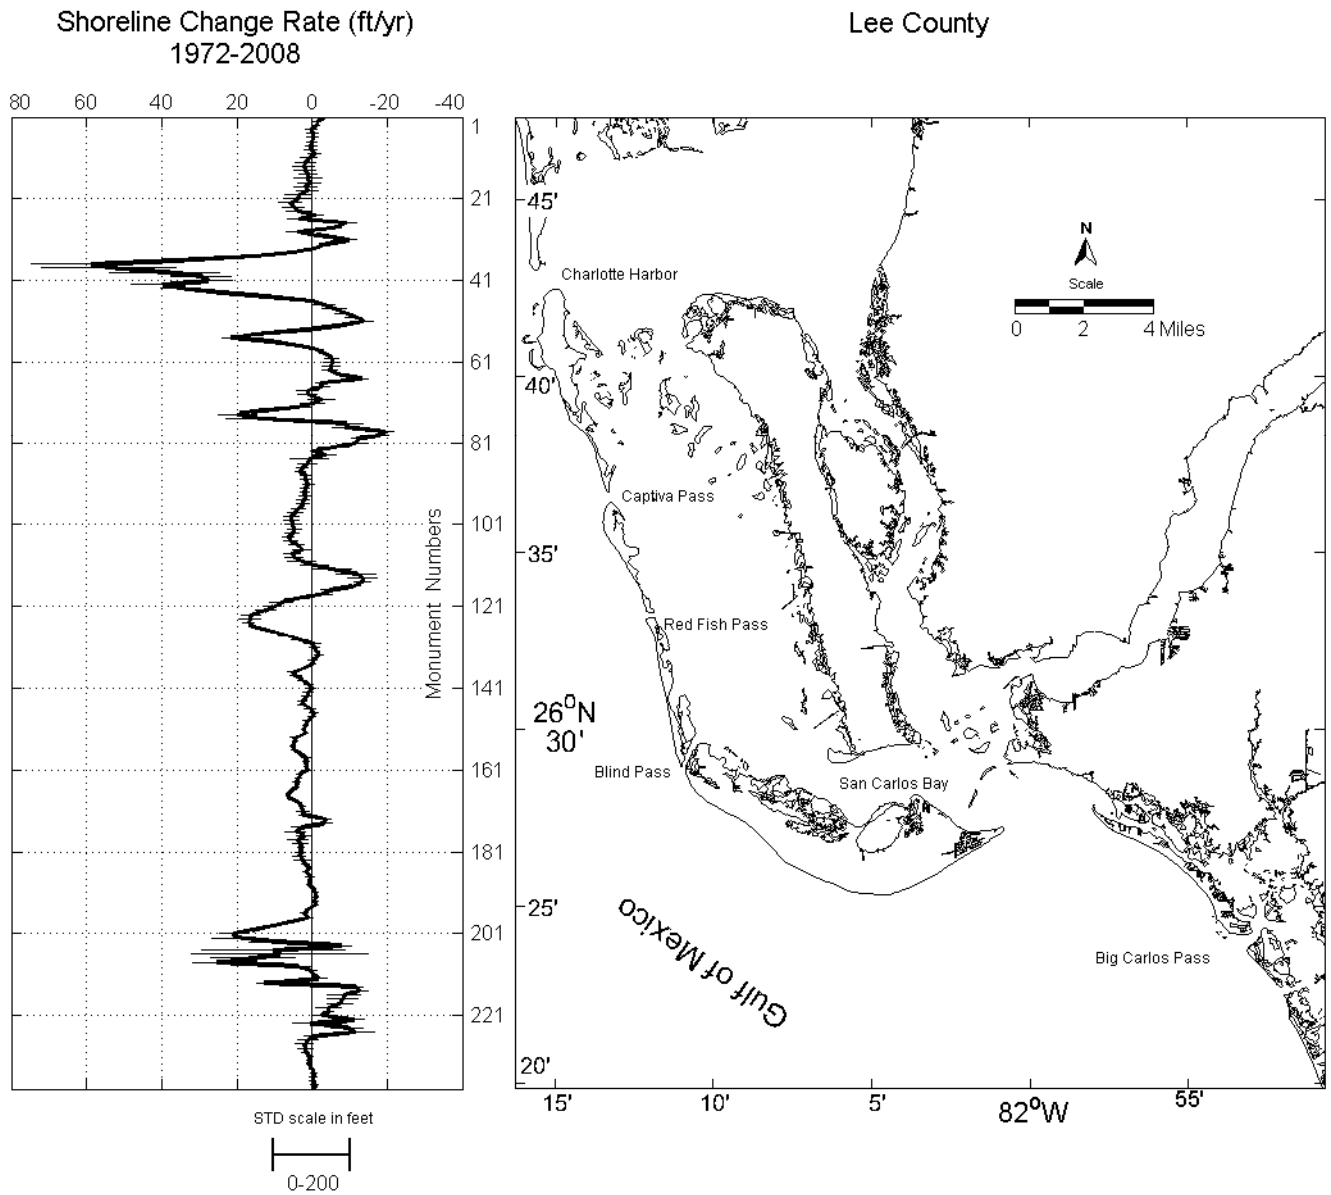 Shoreline Change Rate (ft/yr)
1972-2008
80 60 40 20 0 -20 -40
1
21
41
61
81
101
121
141
161
181
201
221
Monument Numbers
STD scale in feet
0-200
Lee County
45'
40'
35'
26°N
30'
25'
20'
N
Scale
0 2 4 Miles
Charlotte Harbor
Captiva Pass
Red Fish Pass
Blind Pass
San Carlos Bay
Gulf of Mexico
Big Carlos Pass
15' 10' 5' 82°W 55'